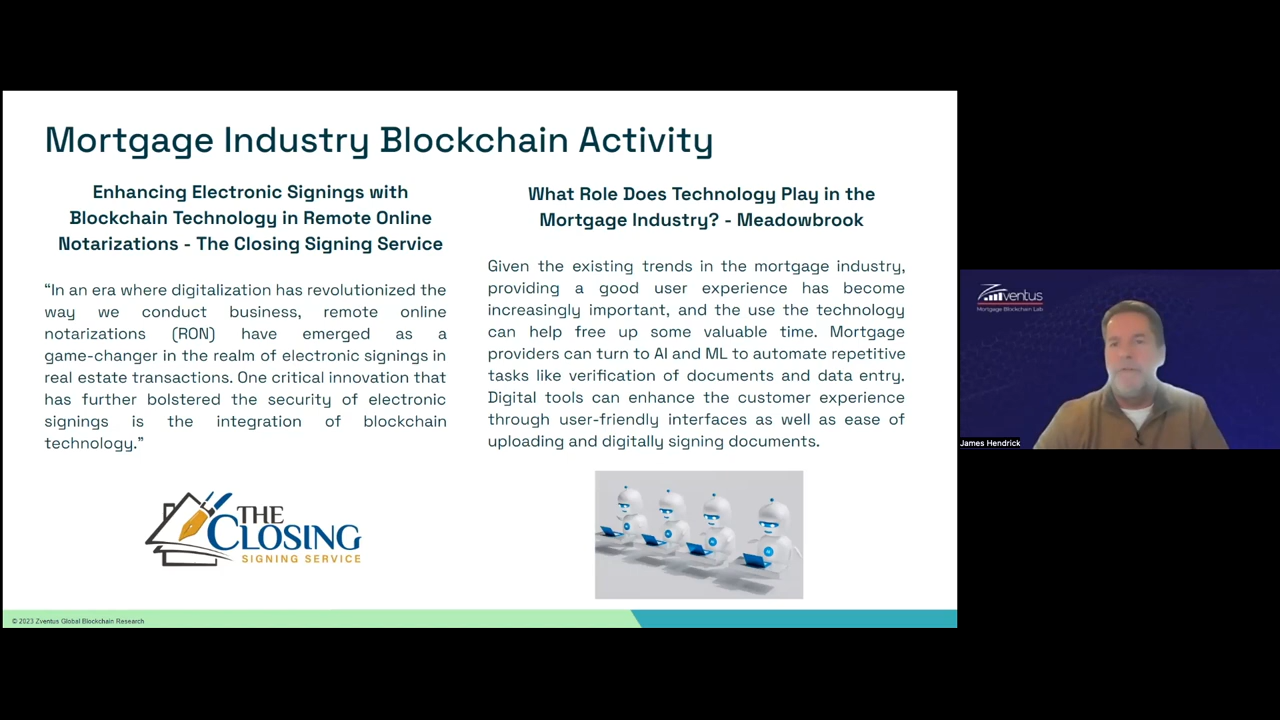 Mortgage Industry Blockchain Activity
Enhancing Electronic Signings with
Blockchain Technology in Remote Online
Notarizations - The Closing Signing Service
“In an era where digitalization has revolutionized the
way we conduct business, remote online
notarizations (RON) have emerged as a
game-changer in the realm of electronic signings in
real estate transactions. One critical innovation that
has further bolstered the security of electronic
signings is the integration of blockchain
technology.”
THE
CLOSING
SIGNING SERVICE
What Role Does Technology Play in the
Mortgage Industry? - Meadowbrook
Given the existing trends in the mortgage industry,
providing a good user experience has become
increasingly important, and the use the technology
can help free up some valuable time. Mortgage
providers can turn to AI and ML to automate repetitive
tasks like verification of documents and data entry.
Digital tools can enhance the customer experience
through user-friendly interfaces as well as ease of
uploading and digitally signing documents.
© 2023 Zventus Global Blockchain Research
Zventus
Mortgage Blockchain Lab
James Hendrick